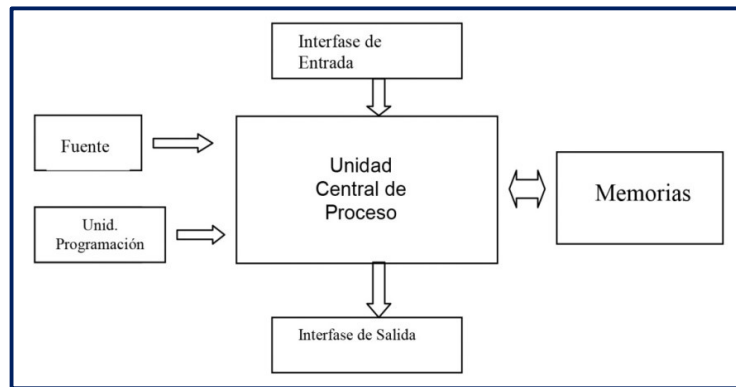 Interfase de
Entrada
Fuente
Unidad
Central de
Proceso
Memorias
Unid.
Programación
Interfase de Salida